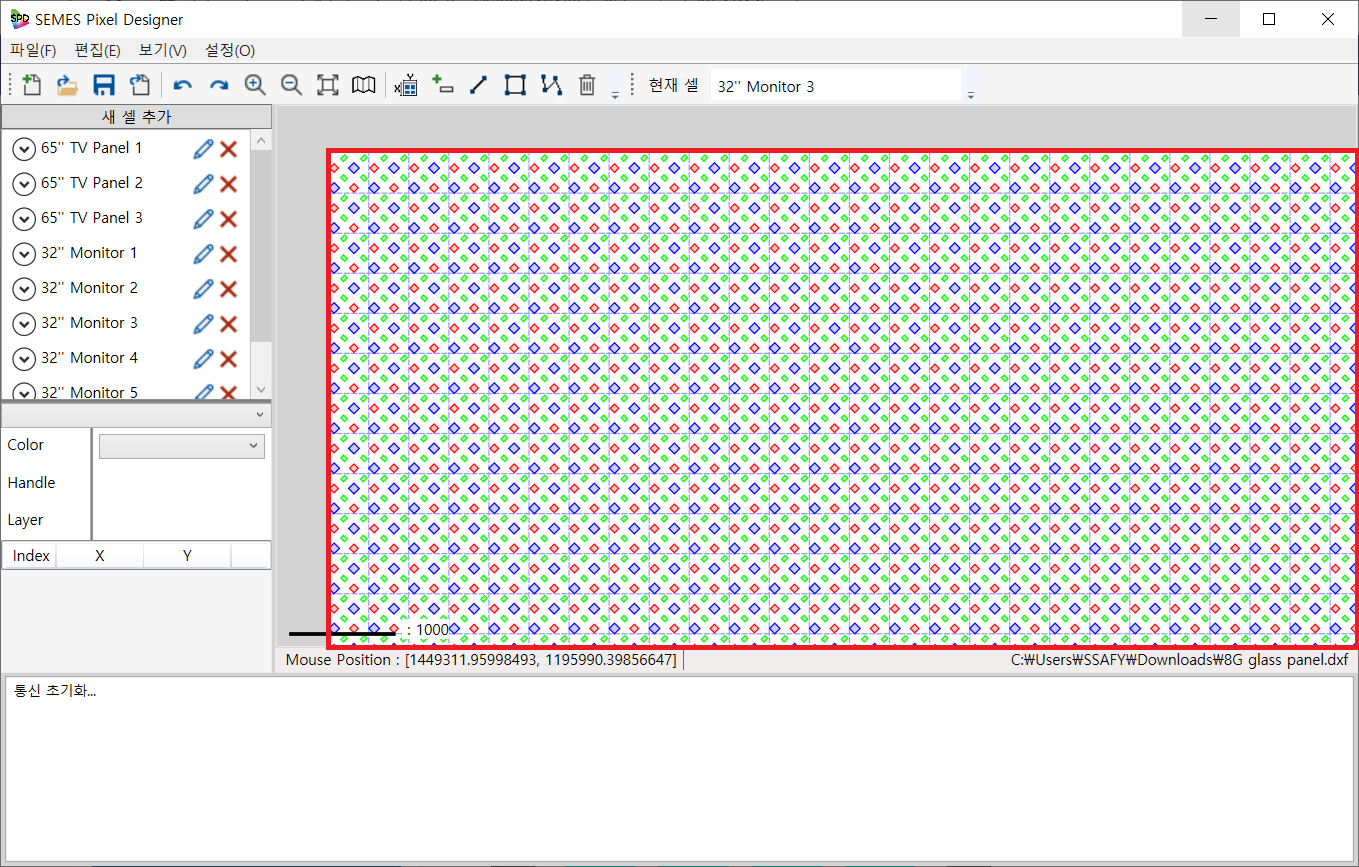 SPD SEMES Pixel Designer
파일(F) 편집(E) 보기(V) 설정(O)
현재 셀 32'' Monitor 3
새 셀 추가
65'' TV Panel 1
65'' TV Panel 2
65'' TV Panel 3
32'' Monitor 1
32'' Monitor 2
32'' Monitor 3
32'' Monitor 4
32'' Monitor 5
Color
Handle
Layer
Index X Y
: 1000
Mouse Position : [1449311.95998493, 1195990.39856647]
C:₩Users₩SSAFY₩Downloads₩8G glass panel.dxf
통신 초기화...